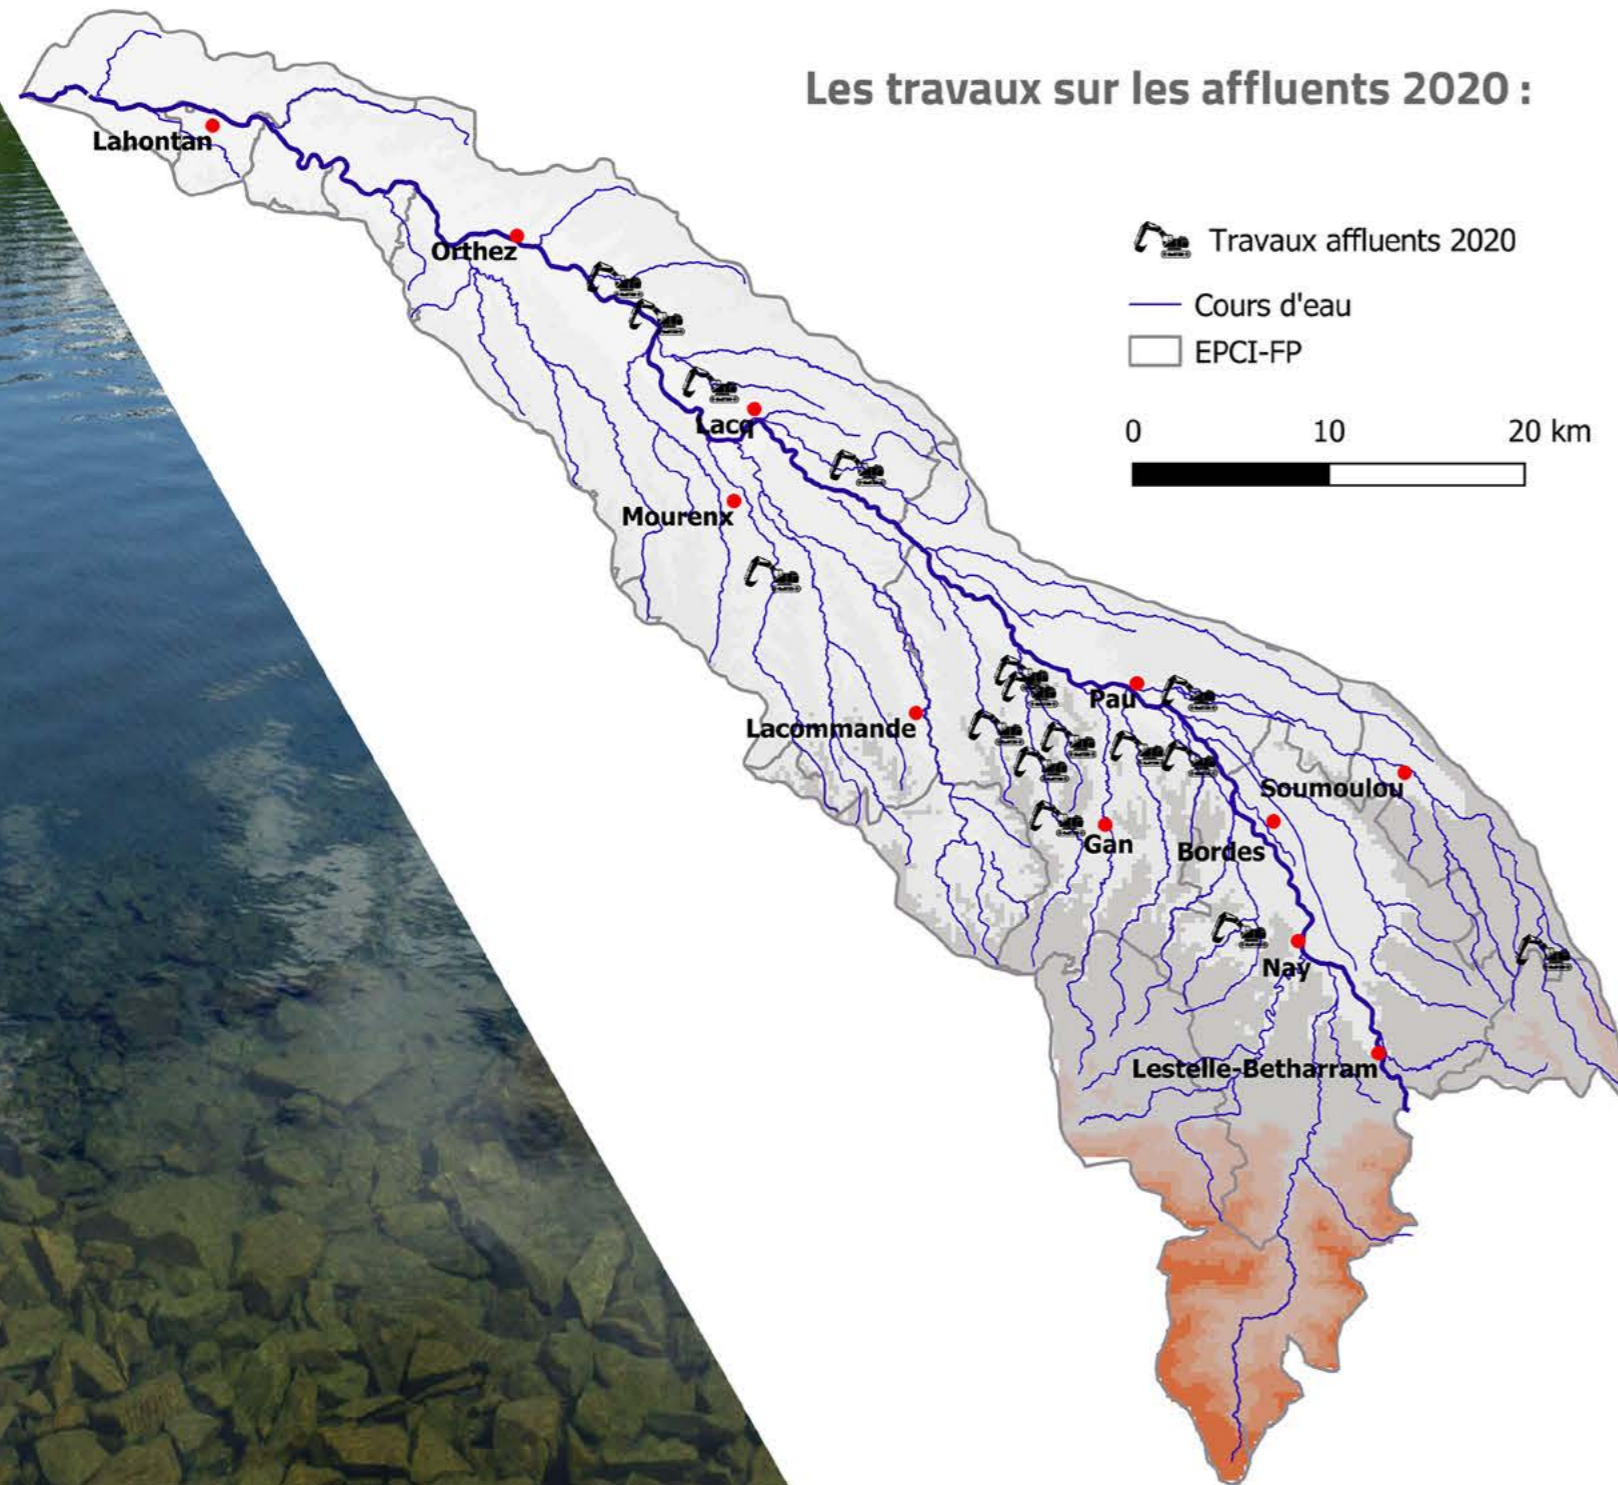 Les travaux sur les affluents 2020 :
Lahontan
Orthez
Travaux affluents 2020
Cours d'eau
EPCI-FP
0 10 20 km
Lacq
Mourenx
Pau
Lacommande
Soumoulou
Gan
Bordes
Nay
Lestelle-Betharram